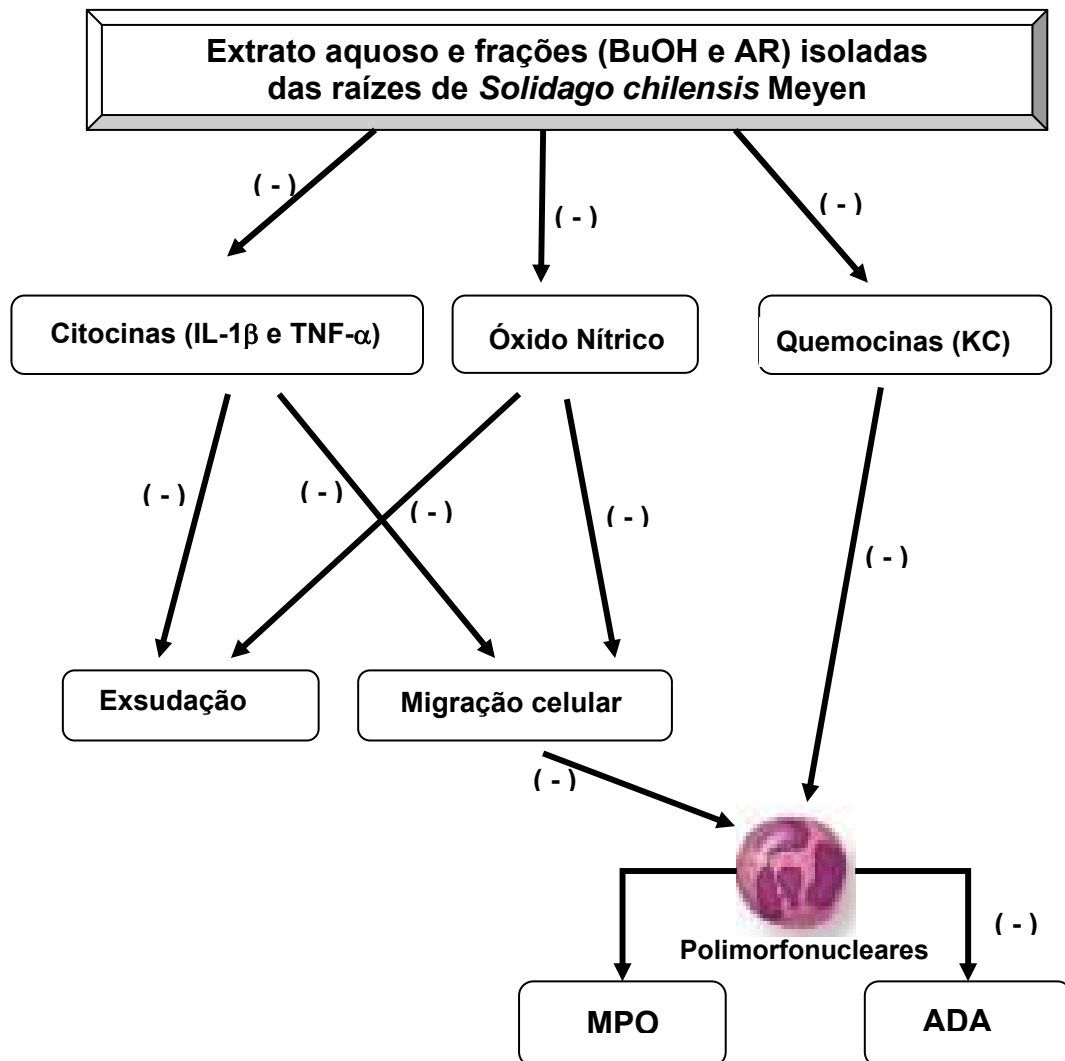 Extrato aquoso e frações (BuOH e AR) isoladas
das raízes de Solidago chilensis Meyen
( - )
( - )
( - )
Citocinas (IL-1β e TNF-α)
Óxido Nítrico
Quemocinas (KC)
( - )
( - )
( - )
( - )
( - )
Exsudação
Migração celular
( - )
Polimorfonucleares
( - )
MPO
ADA